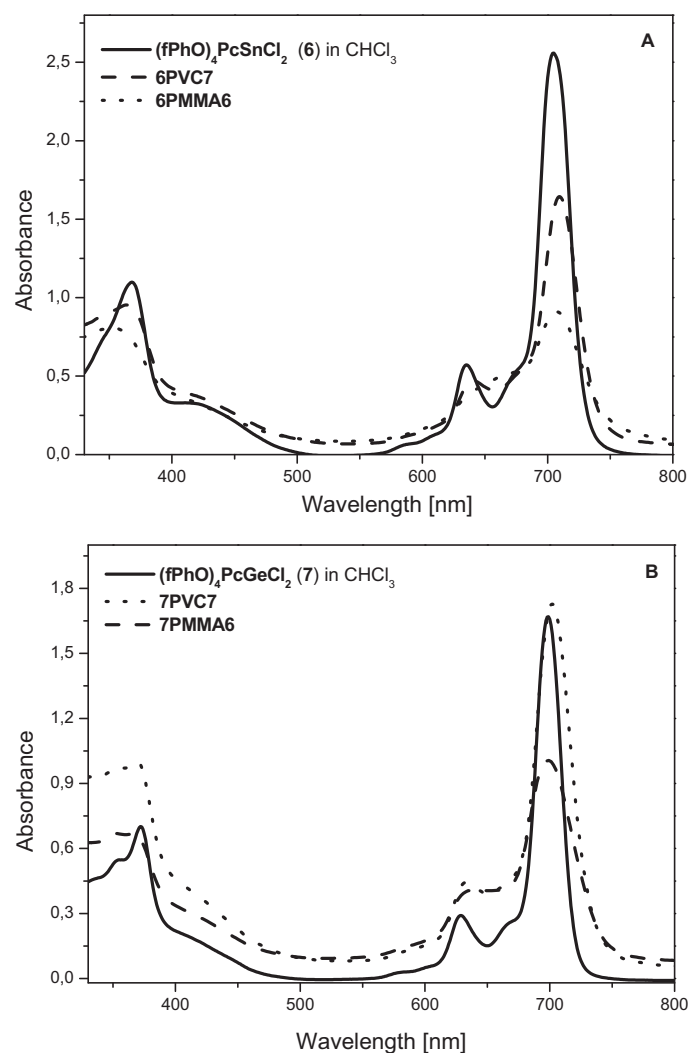 A
(fPhO)₄PcSnCl₂ (6) in CHCl₃
6PVC7
6PMMA6
2,5
2,0
1,5
1,0
0,5
0,0
Absorbance
400 500 600 700 800
Wavelength [nm]
B
(fPhO)₄PcGeCl₂ (7) in CHCl₃
7PVC7
7PMMA6
1,8
1,5
1,2
0,9
0,6
0,3
0,0
Absorbance
400 500 600 700 800
Wavelength [nm]